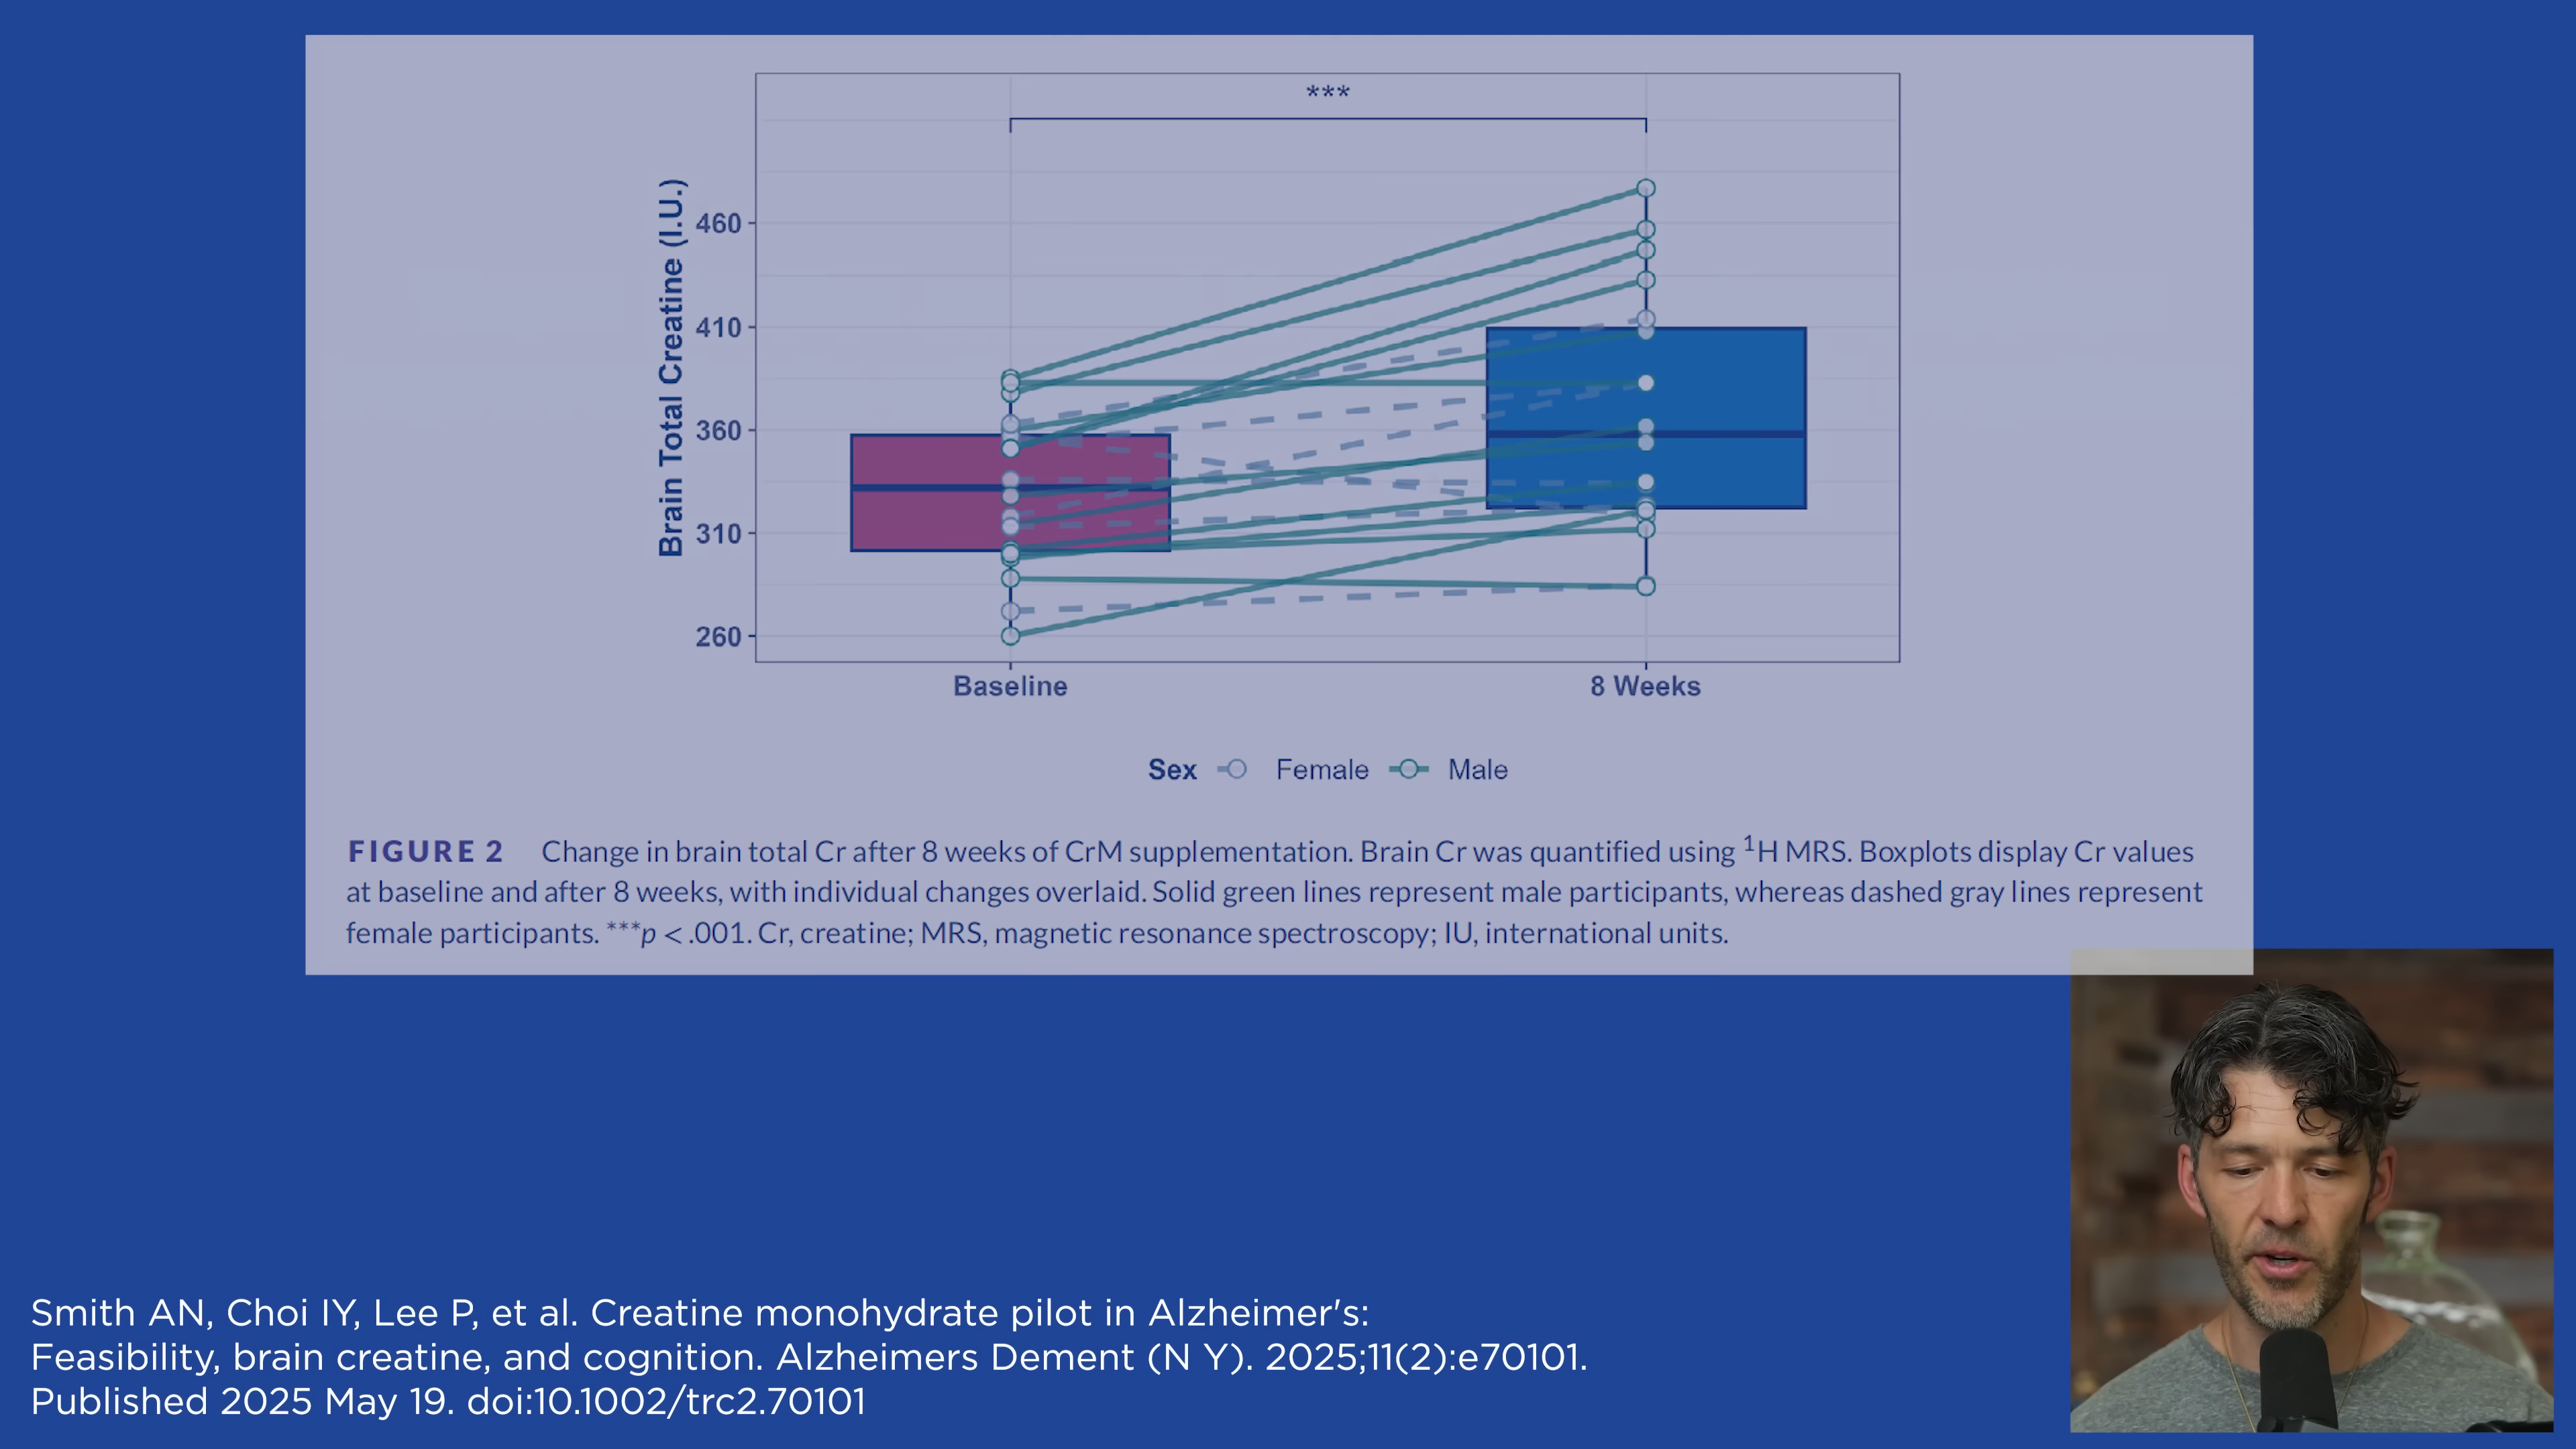 ***
Brain Total Creatine (I.U.)
460
410
360
310
260
Baseline 8 Weeks
Sex Female Male
FIGURE 2 Change in brain total Cr after 8 weeks of CrM supplementation. Brain Cr was quantified using ¹H MRS. Boxplots display Cr values
at baseline and after 8 weeks, with individual changes overlaid. Solid green lines represent male participants, whereas dashed gray lines represent
female participants. ***p < .001. Cr, creatine; MRS, magnetic resonance spectroscopy; IU, international units.
Smith AN, Choi IY, Lee P, et al. Creatine monohydrate pilot in Alzheimer's:
Feasibility, brain creatine, and cognition. Alzheimers Dement (N Y). 2025;11(2):e70101.
Published 2025 May 19. doi:10.1002/trc2.70101